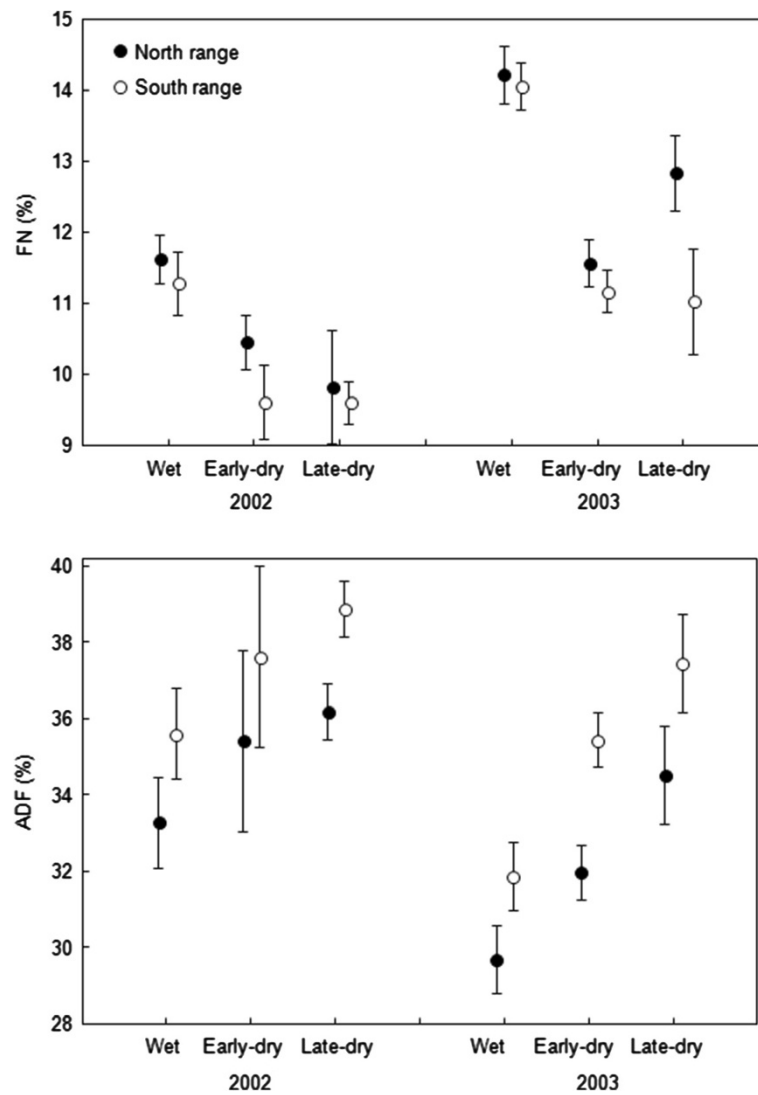 15
14
13
12
11
10
9
FN (%)
North range
South range
Wet Early-dry Late-dry Wet Early-dry Late-dry
2002 2003
40
38
36
34
32
30
28
ADF (%)
Wet Early-dry Late-dry Wet Early-dry Late-dry
2002 2003